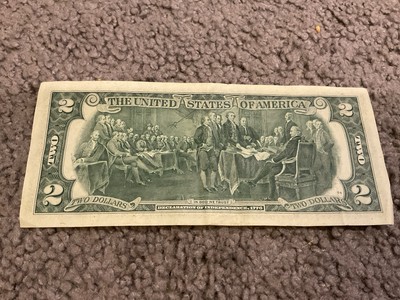 2 THE UNITED STATES OF AMERICA 2
TWO TWO
2 2
TWO DOLLARS IN GOD WE TRUST TWO DOLLARS
DECLARATION OF INDEPENDENCE, 1776